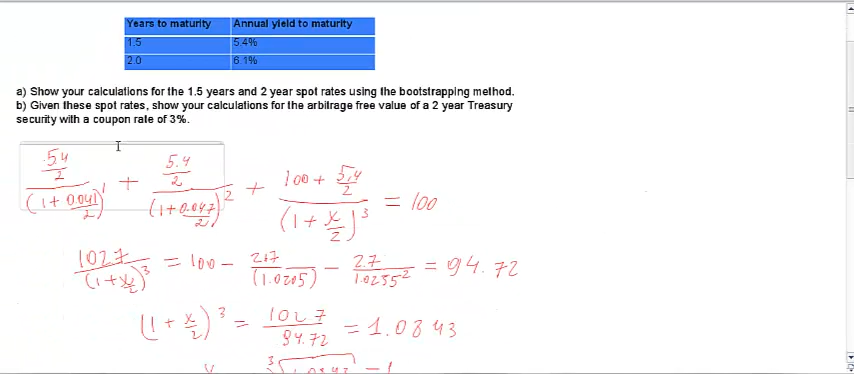 Years to maturity Annual yield to maturity
1.5 5.4%
2.0 6.1%
a) Show your calculations for the 1.5 years and 2 year spot rates using the bootstrapping method.
b) Given these spot rates, show your calculations for the arbitrage free value of a 2 year Treasury
security with a coupon rate of 3%.
.54/2 / (1 + 0.041/2)^1 + 5.4/2 / (1 + 0.047/2)^2 + 100 + 5.4/2 / (1 + x/2)^3 = 100
102.7 / (1 + x/2)^3 = 100 - 2.7 / (1.0205) - 2.7 / 1.0235^2 = 94.72
(1 + x/2)^3 = 102.7 / 94.72 = 1.0843